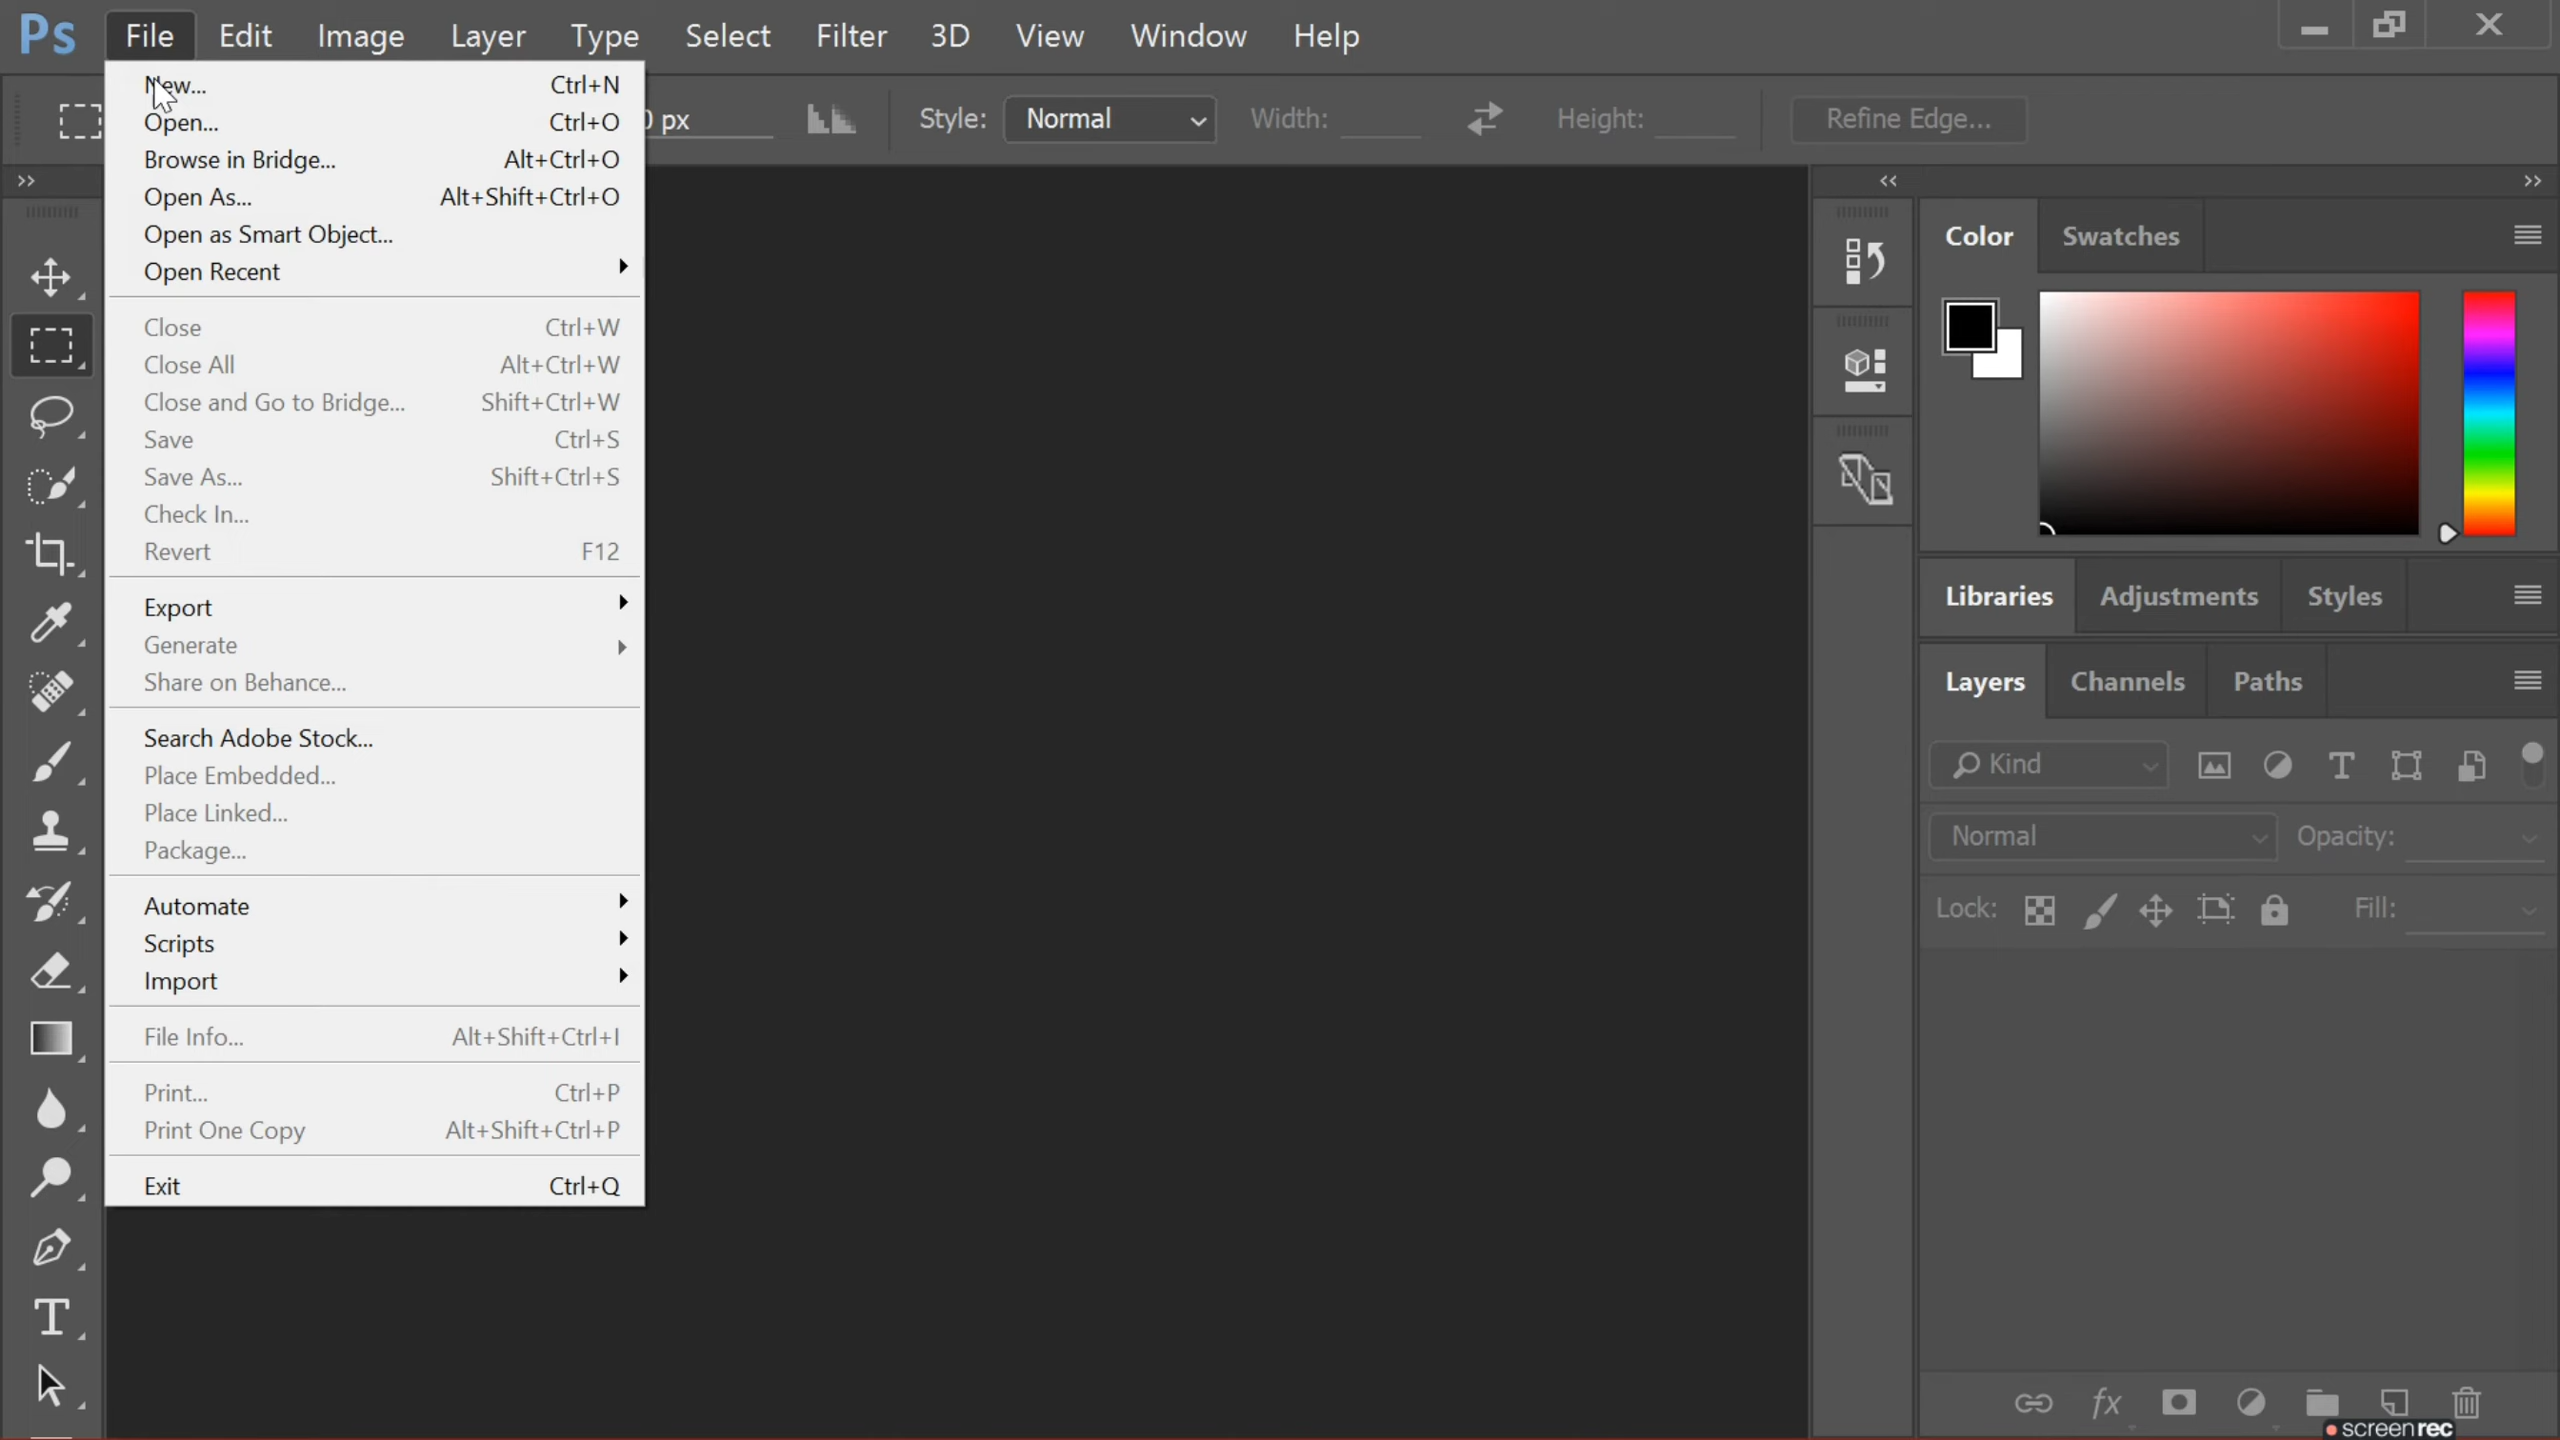 Ps File Edit Image Layer Type Select Filter 3D View Window Help
0 px Style: Normal Width: Height: Refine Edge...
New... Ctrl+N
Open... Ctrl+O
Browse in Bridge... Alt+Ctrl+O
Open As... Alt+Shift+Ctrl+O
Open as Smart Object...
Open Recent
Close Ctrl+W
Close All Alt+Ctrl+W
Close and Go to Bridge... Shift+Ctrl+W
Save Ctrl+S
Save As... Shift+Ctrl+S
Check In...
Revert F12
Export
Generate
Share on Behance...
Search Adobe Stock...
Place Embedded...
Place Linked...
Package...
Automate
Scripts
Import
File Info... Alt+Shift+Ctrl+I
Print... Ctrl+P
Print One Copy Alt+Shift+Ctrl+P
Exit Ctrl+Q
Color Swatches
Libraries Adjustments Styles
Layers Channels Paths
Kind
Normal Opacity:
Lock: Fill:
fx
screenrec